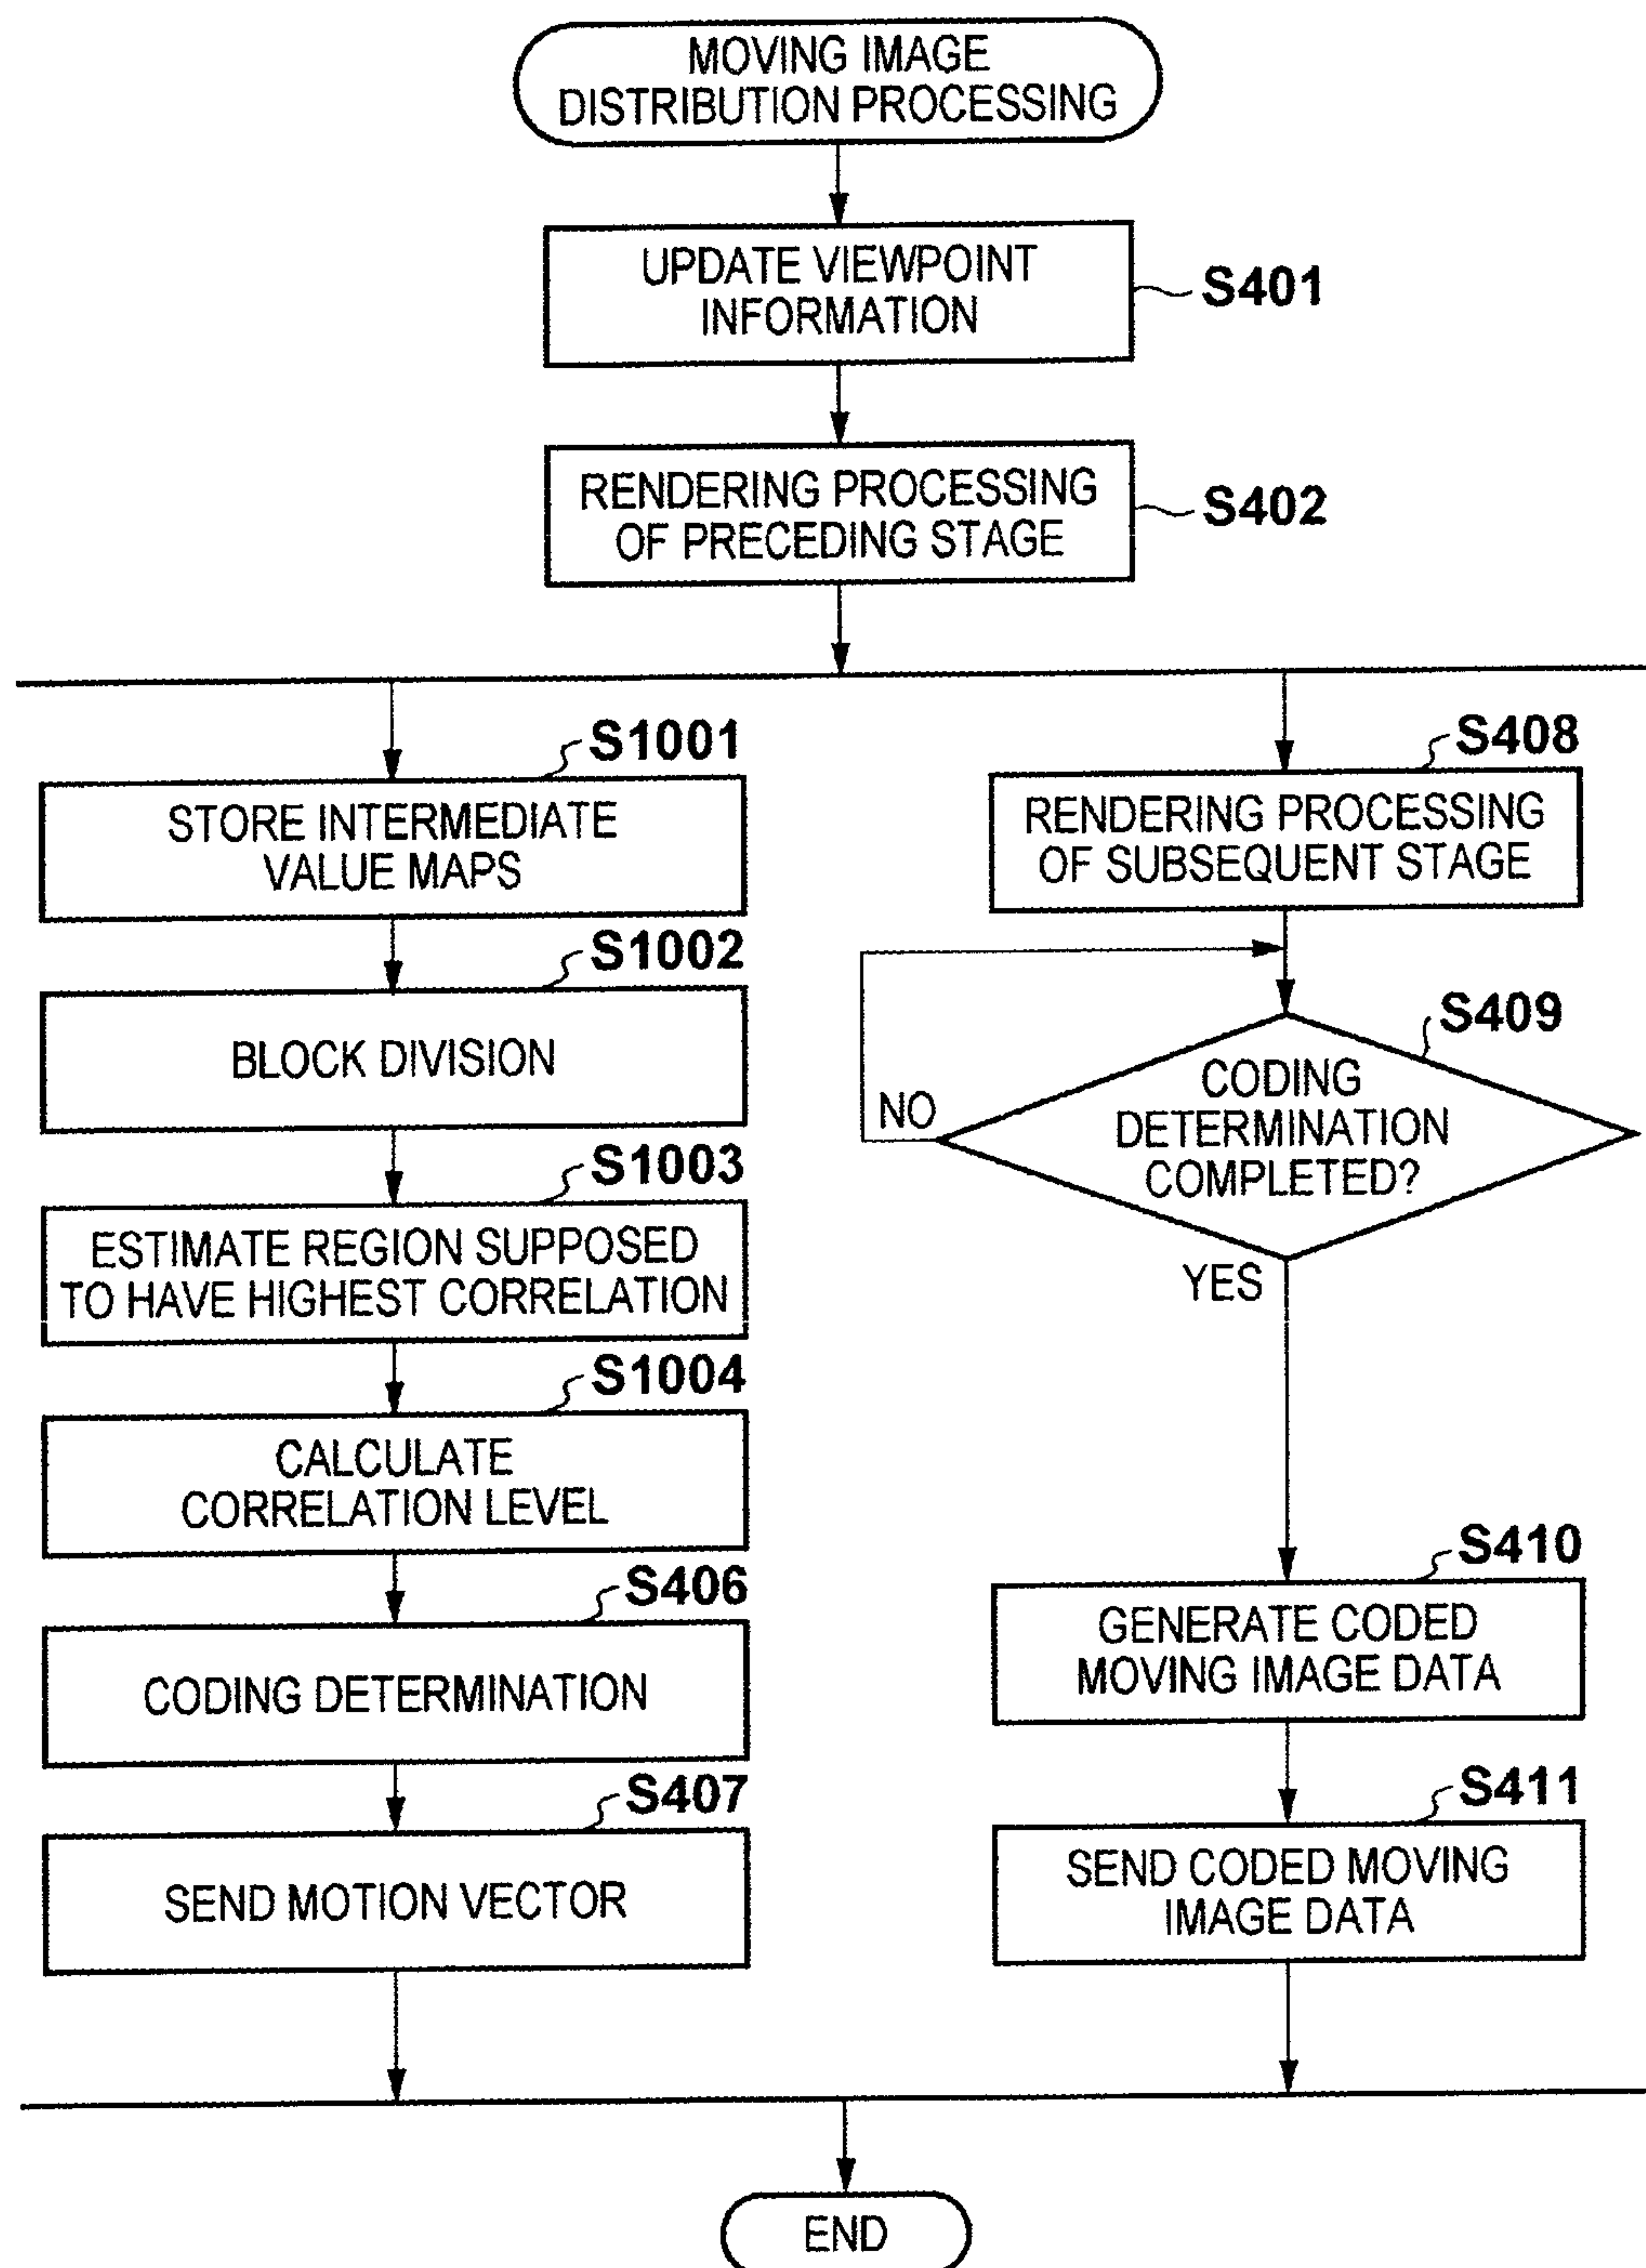 MOVING IMAGE
DISTRIBUTION PROCESSING
UPDATE VIEWPOINT
INFORMATION
S401
RENDERING PROCESSING
OF PRECEDING STAGE
S402
S1001
STORE INTERMEDIATE
VALUE MAPS
S1002
BLOCK DIVISION
S1003
ESTIMATE REGION SUPPOSED
TO HAVE HIGHEST CORRELATION
S1004
CALCULATE
CORRELATION LEVEL
S406
CODING DETERMINATION
S407
SEND MOTION VECTOR
S408
RENDERING PROCESSING
OF SUBSEQUENT STAGE
S409
CODING
DETERMINATION
COMPLETED?
NO
YES
S410
GENERATE CODED
MOVING IMAGE DATA
S411
SEND CODED MOVING
IMAGE DATA
END